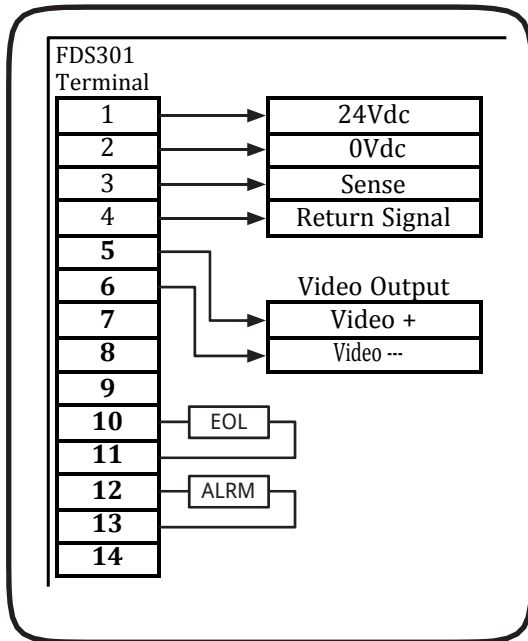 FDS301
Terminal
1
24Vdc
2
0Vdc
3
Sense
4
Return Signal
5
6
Video Output
7
Video +
8
Video ---
9
10
EOL
11
12
ALRM
13
14